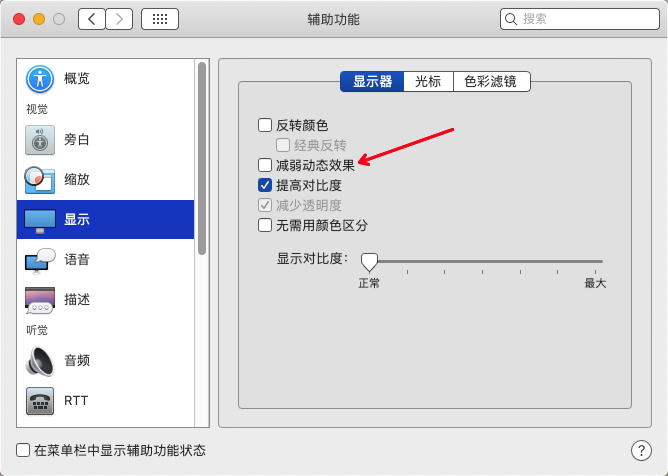 辅助功能
搜索
概览
视觉
旁白
缩放
显示
语音
描述
听觉
音频
RTT
显示器 光标 色彩滤镜
反转颜色
经典反转
减弱动态效果
提高对比度
减少透明度
无需用颜色区分
显示对比度：
正常 最大
在菜单栏中显示辅助功能状态
?